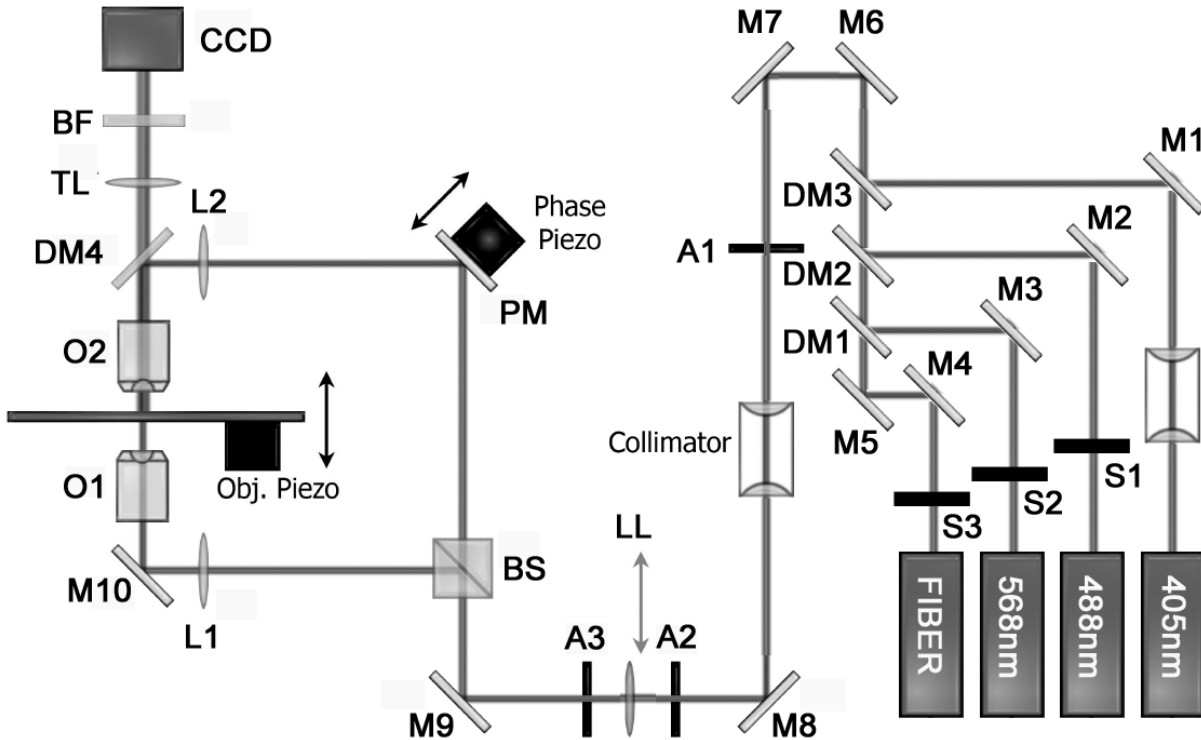 M7
M6
CCD
BF
M1
TL
L2
DM3
Phase
Piezo
M2
DM4
A1
DM2
M3
PM
O2
DM1
M4
M5
Collimator
O1
Obj. Piezo
S1
S2
S3
LL
M10
L1
BS
A3
A2
M9
M8
FIBER
568nm
488nm
405nm